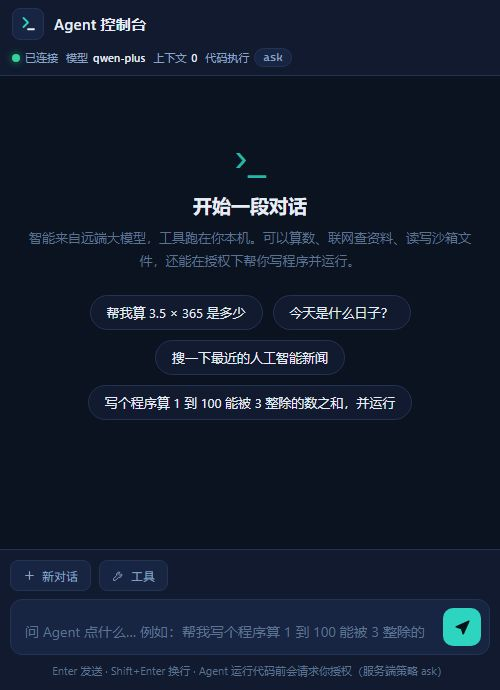 Agent 控制台
已连接 模型 qwen-plus 上下文 0 代码执行 ask
开始一段对话
智能来自远端大模型，工具跑在你本机。可以算数、联网查资料、读写沙箱文
件，还能在授权下帮你写程序并运行。
帮我算 3.5 × 365 是多少 今天是什么日子？
搜一下最近的人工智能新闻
写个程序算 1 到 100 能被 3 整除的数之和，并运行
新对话 工具
问 Agent 点什么... 例如：帮我写个程序算 1 到 100 能被 3 整除的
Enter 发送 · Shift+Enter 换行 · Agent 运行代码前会请求你授权（服务端策略 ask）